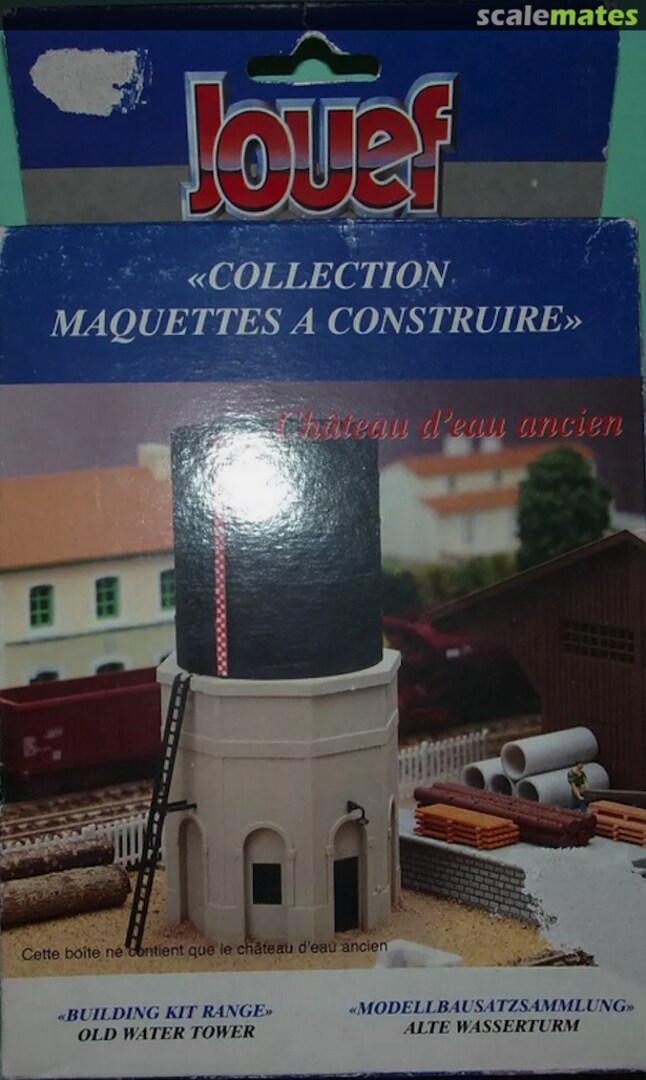 scalemates
Jouef
«COLLECTION
MAQUETTES A CONSTRUIRE»
Château d'eau ancien
Cette boîte ne contient que le château d'eau ancien
«BUILDING KIT RANGE»
OLD WATER TOWER
«MODELLBAUSATZSAMMLUNG»
ALTE WASSERTURM